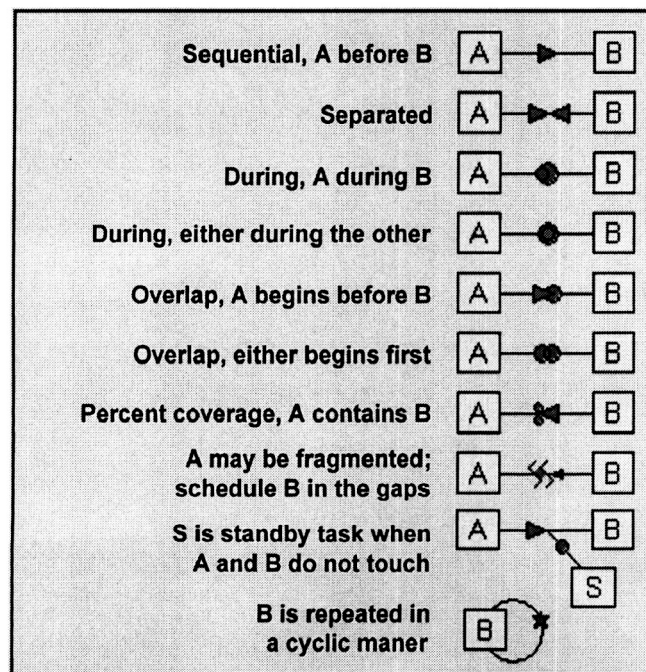 Sequential, A before B A B
Separated A B
During, A during B A B
During, either during the other A B
Overlap, A begins before B A B
Overlap, either begins first A B
Percent coverage, A contains B A B
A may be fragmented;
schedule B in the gaps A B
S is standby task when A B
A and B do not touch
S
B is repeated in
a cyclic maner B